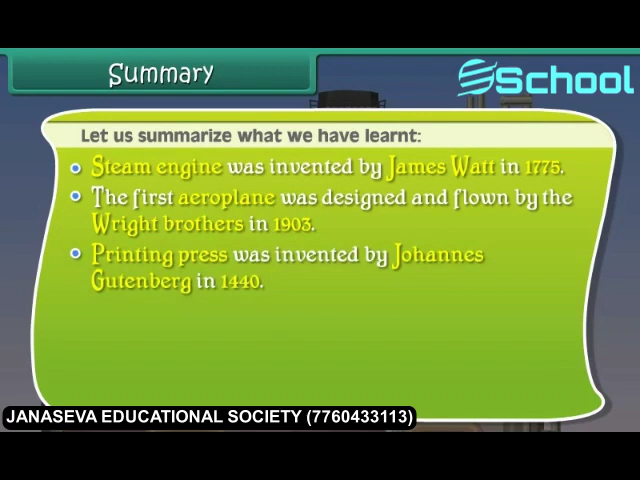 Summary
School
Let us summarize what we have learnt:
Steam engine was invented by James Watt in 1775.
The first aeroplane was designed and flown by the
Wright brothers in 1903.
Printing press was invented by Johannes
Gutenberg in 1440.
JANASEVA EDUCATIONAL SOCIETY (7760433113)